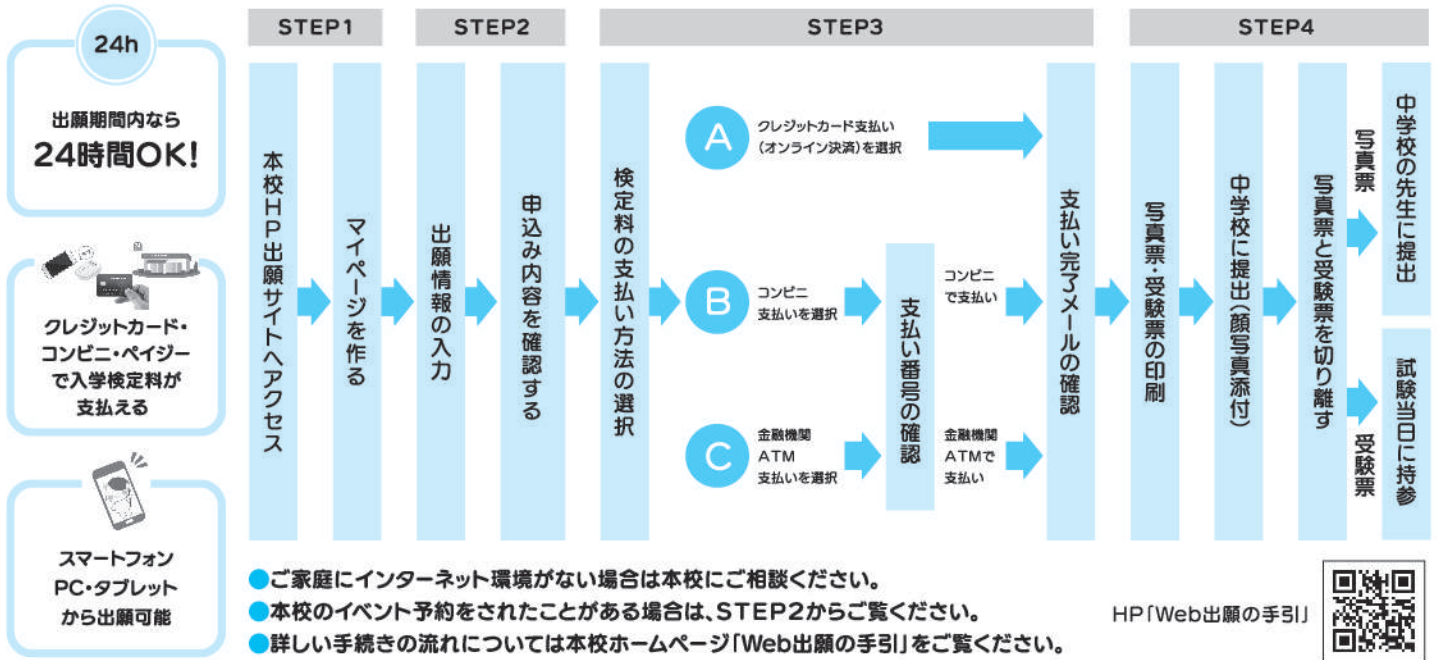 24h
出願期間内なら
24時間OK!
クレジットカード・
コンビニ・ペイジー
で入学検定料が
支払える
スマートフォン
PC・タブレット
から出願可能
STEP1
本校HP出願サイトへアクセス
マイページを作る
STEP2
出願情報の入力
申込み内容を確認する
STEP3
検定料の支払い方法の選択
A
クレジットカード支払い
(オンライン決済)を選択
B
コンビニ
支払いを選択
C
金融機関
ATM
支払いを選択
支払い番号の確認
コンビニ
で支払い
金融機関
ATMで
支払い
支払い完了メールの確認
STEP4
写真票・受験票の印刷
中学校に提出(顔写真添付)
写真票と受験票を切り離す
写真票
中学校の先生に提出
受験票
試験当日に持参
●ご家庭にインターネット環境がない場合は本校にご相談ください。
●本校のイベント予約をされたことがある場合は、STEP2からご覧ください。
●詳しい手続きの流れについては本校ホームページ「Web出願の手引」をご覧ください。
HP「Web出願の手引」